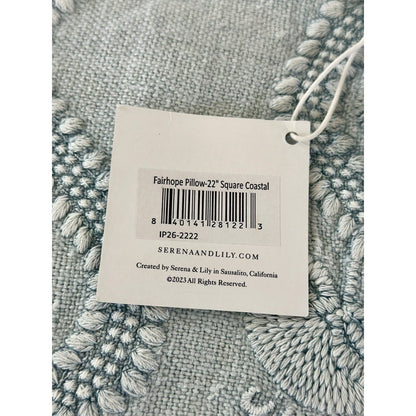 Fairhope Pillow-22" Square Coastal
8 40141 28122 3
IP26-2222
SERENAANDLILY.COM
Created by Serena & Lily in Sausalito, California
©2023 All Rights Reserved.